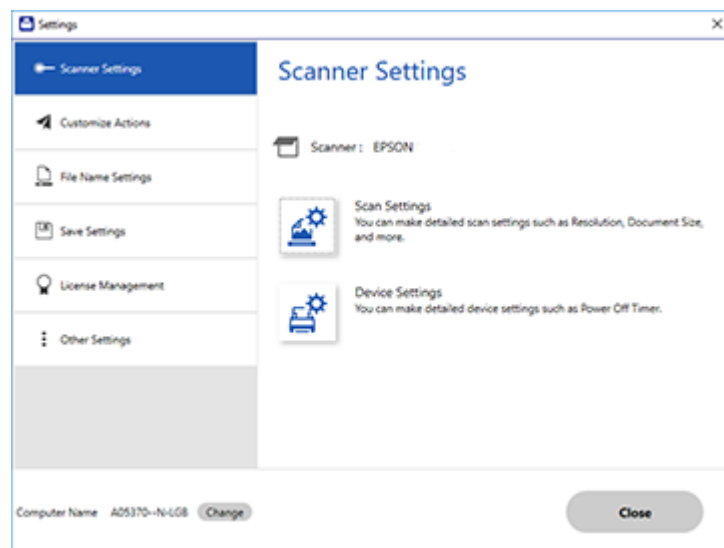 Settings
Scanner Settings
Customize Actions
File Name Settings
Save Settings
License Management
Other Settings
Scanner Settings
Scanner : EPSON
Scan Settings
You can make detailed scan settings such as Resolution, Document Size,
and more.
Device Settings
You can make detailed device settings such as Power Off Timer.
Computer Name A05370--N-LGB Change
Close